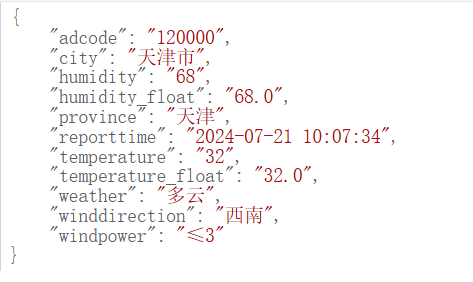 {
"adcode": "120000",
"city": "天津市",
"humidity": "68",
"humidity_float": "68.0",
"province": "天津",
"reporttime": "2024-07-21 10:07:34",
"temperature": "32",
"temperature_float": "32.0",
"weather": "多云",
"winddirection": "西南",
"windpower": "≤3"
}